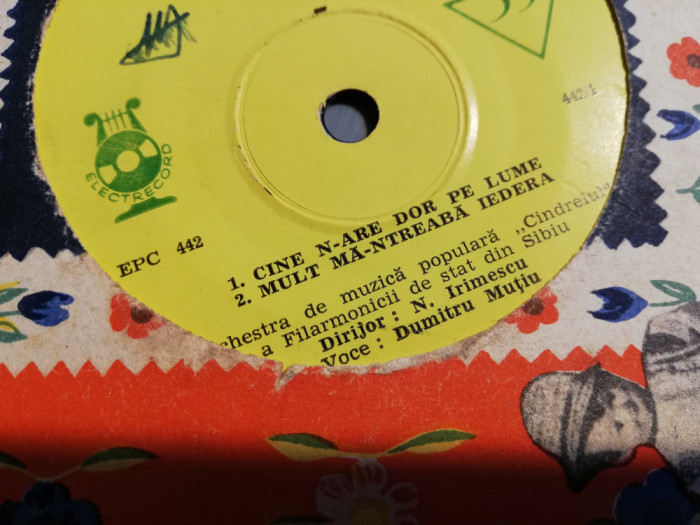 442-1
ELECTRECORD
EPC 442
1. CINE N-ARE DOR PE LUME
2. MULT MĂ-NTREABĂ IEDERA
chestra de muzică populară „Cindrelul"
a Filarmonicii de stat din Sibiu
Dirijor : N. Irimescu
Voce : Dumitru Muțiu